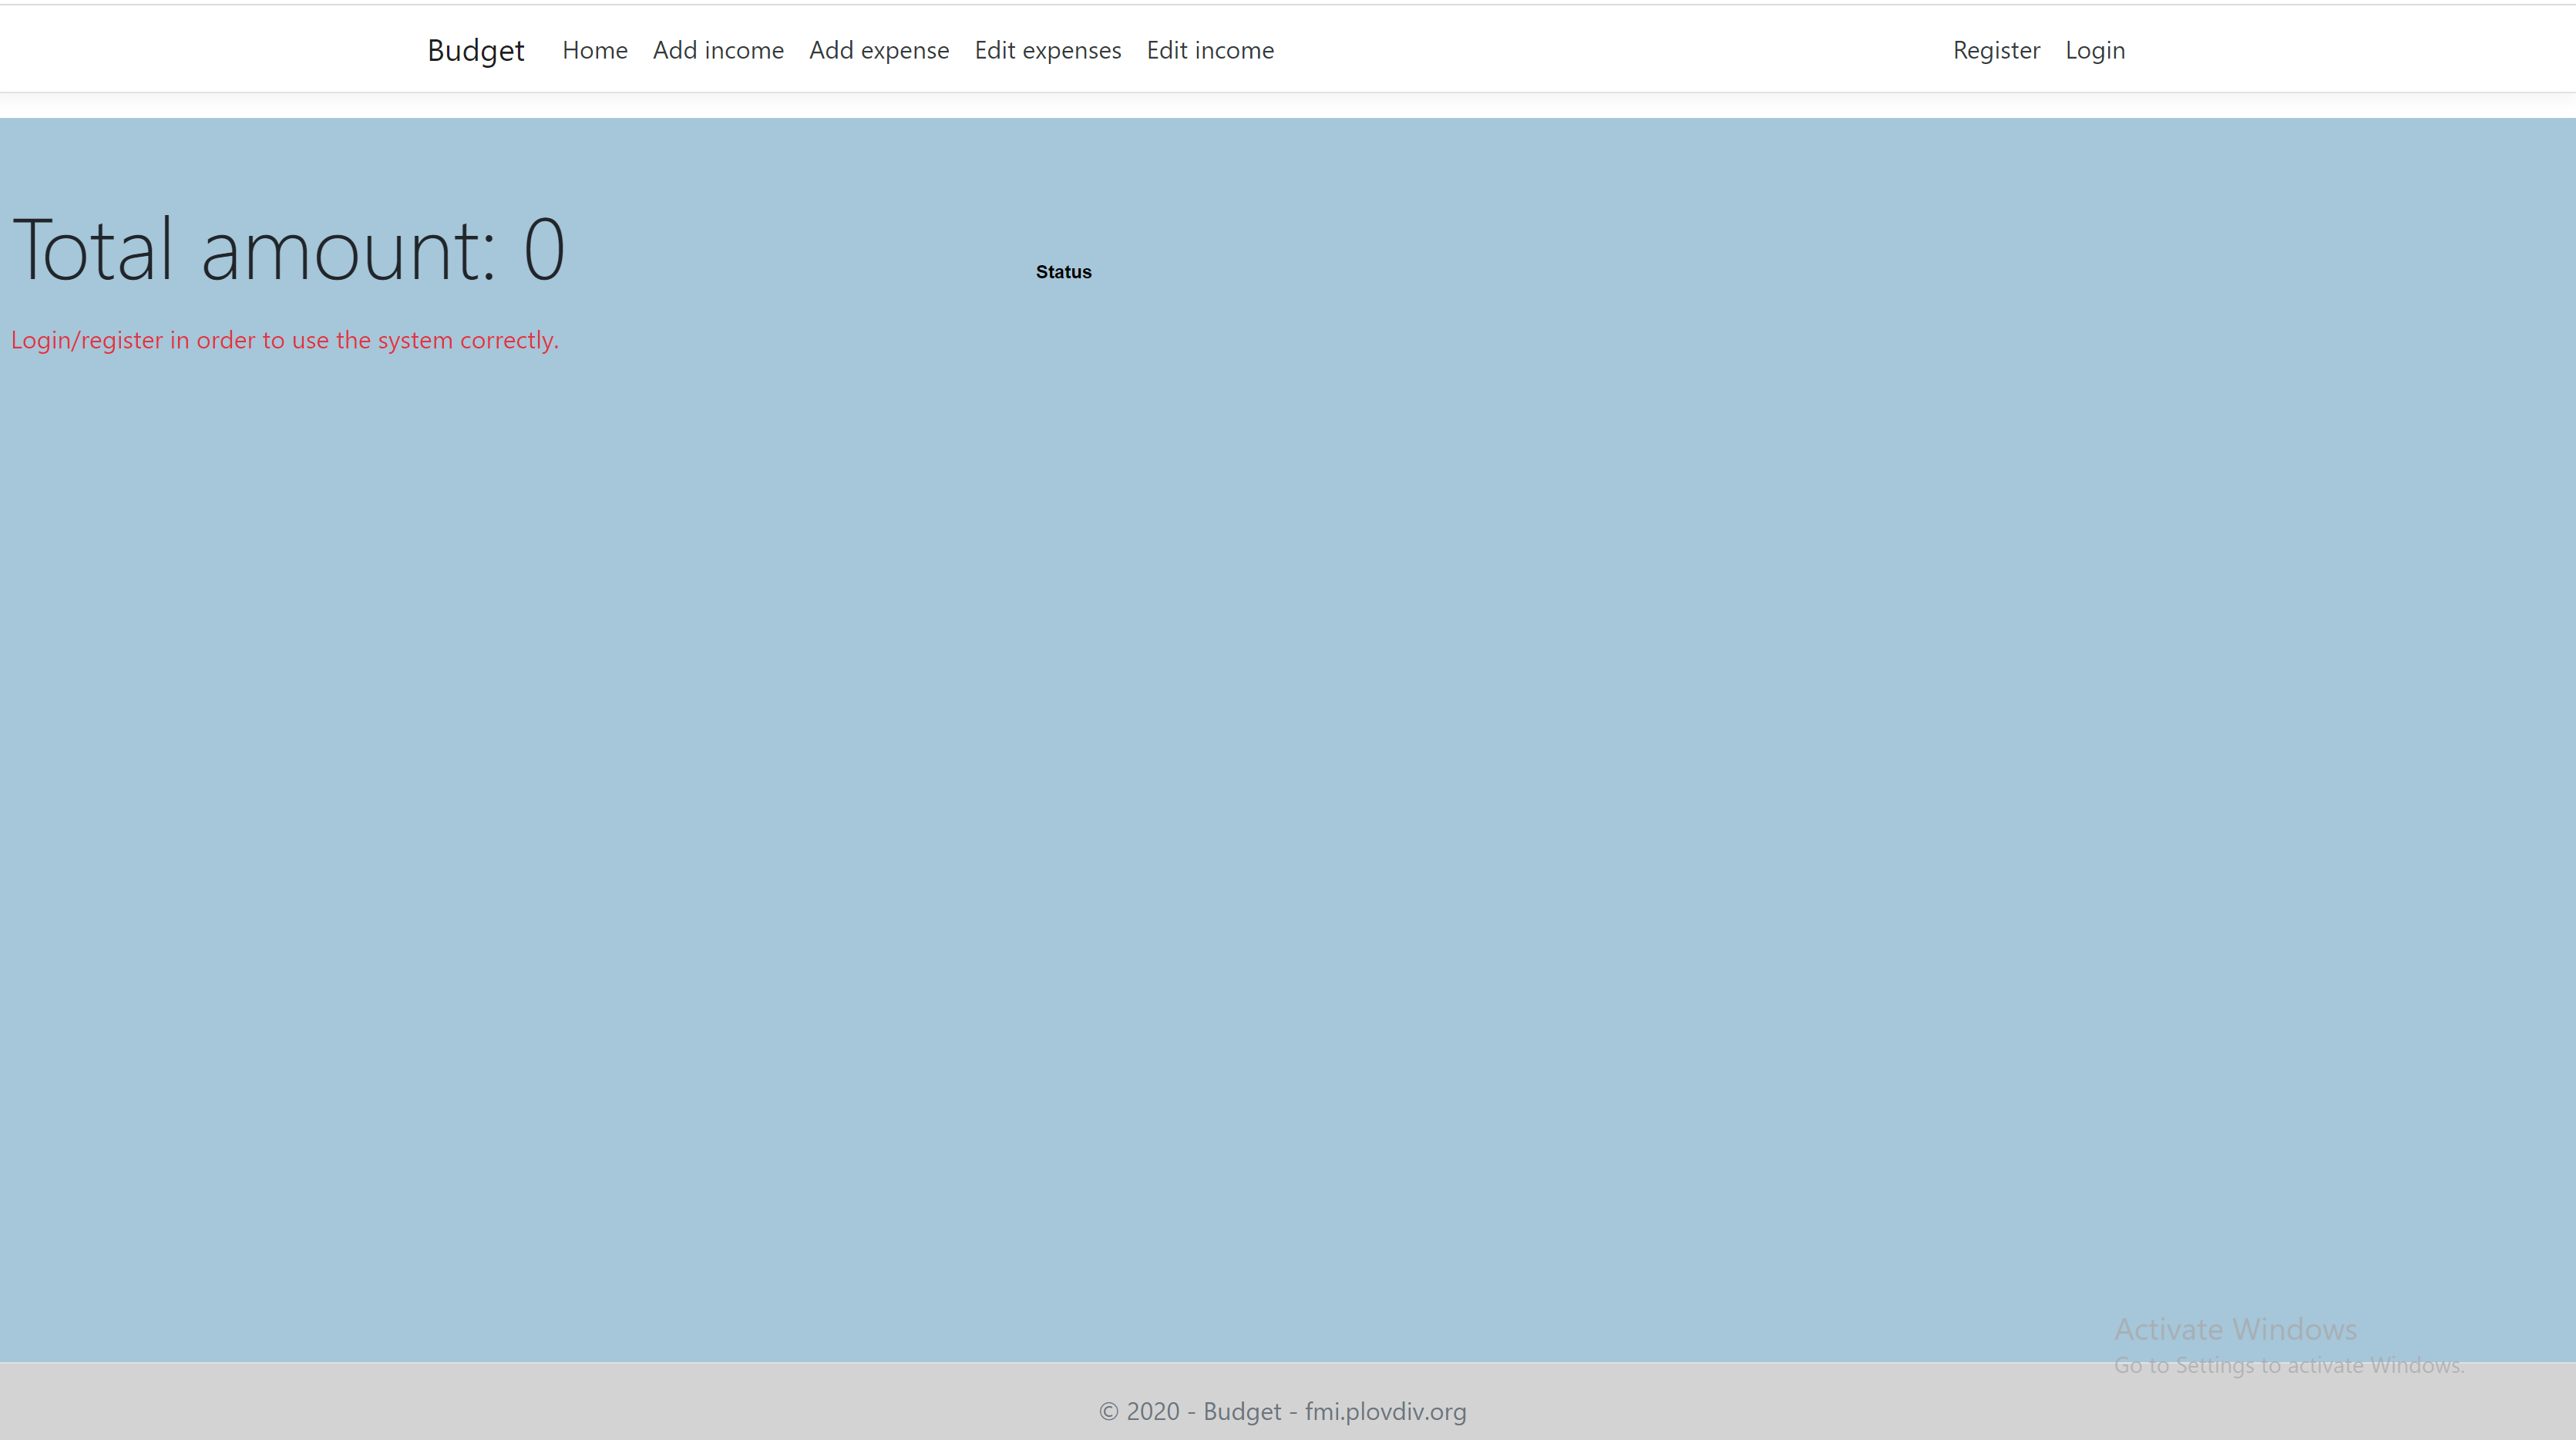 Budget Home Add income Add expense Edit expenses Edit income Register Login
Total amount: 0
Status
Login/register in order to use the system correctly.
Activate Windows
Go to Settings to activate Windows.
© 2020 - Budget - fmi.plovdiv.org